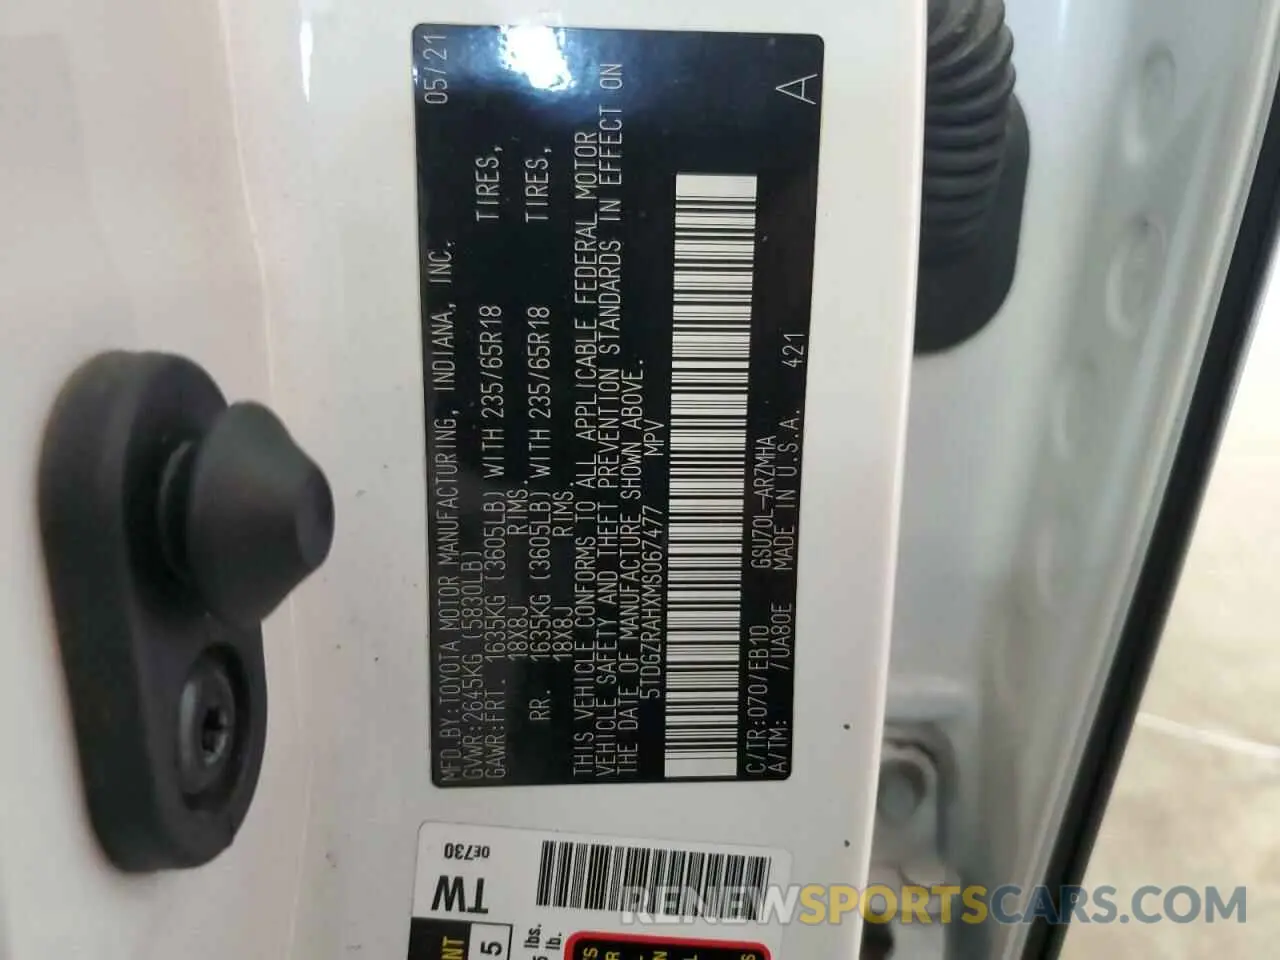 MFD.BY:TOYOTA MOTOR MANUFACTURING, INDIANA, INC. 05/21
GVWR:2645KG (5830LB)
GAWR:FRT. 1635KG (3605LB) WITH 235/65R18 TIRES,
18X8J RIMS.
RR. 1635KG (3605LB) WITH 235/65R18 TIRES,
18X8J RIMS.
THIS VEHICLE CONFORMS TO ALL APPLICABLE FEDERAL MOTOR
VEHICLE SAFETY AND THEFT PREVENTION STANDARDS IN EFFECT ON
THE DATE OF MANUFACTURE SHOWN ABOVE.
5TDGZRAHXMS067477 MPV
C/TR:070/EB10 GSU70L-ARZMHA
A/TM: /UA80E MADE IN U.S.A. 421 A
0E730
TW
5
lbs.
lb.
RENEWSPORTSCARS.COM